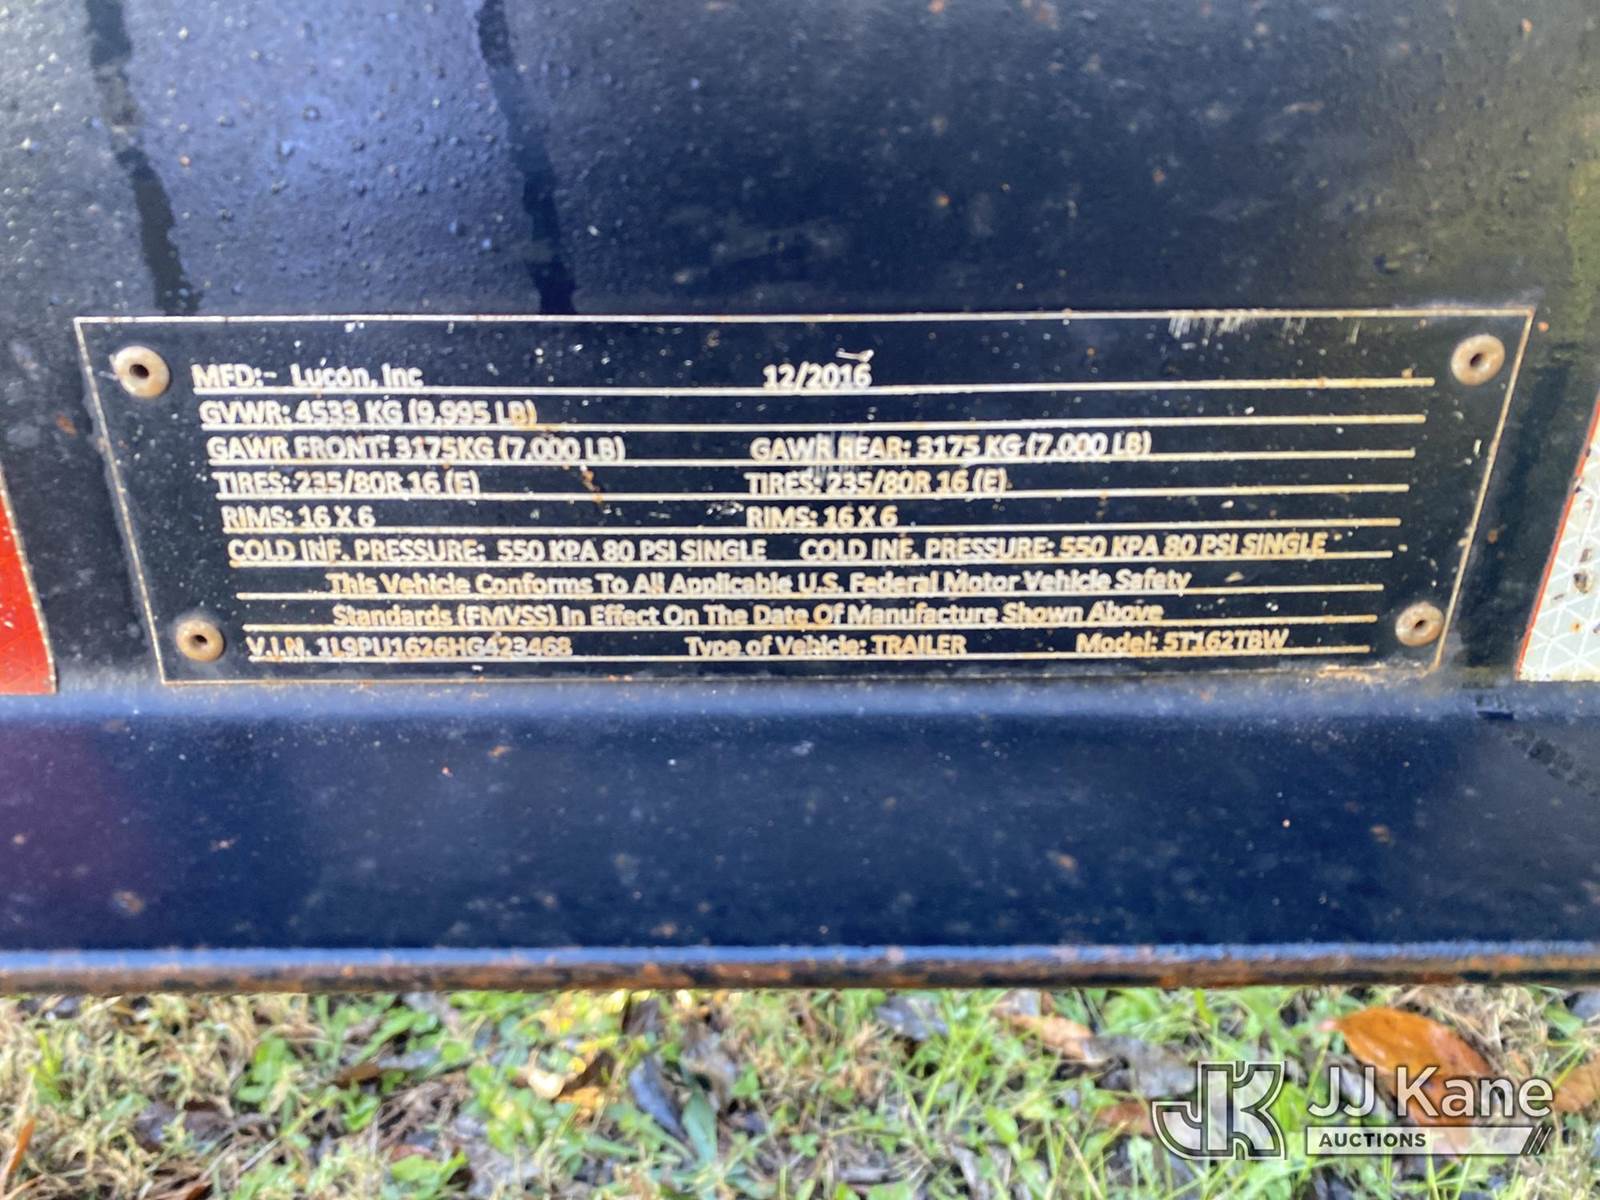 MFD:- Lucon, Inc 12/2016
GVWR: 4533 KG (9,995 LB)
GAWR FRONT: 3175KG (7,000 LB) GAWR REAR: 3175 KG (7,000 LB)
TIRES: 235/80R 16 (E) TIRES: 235/80R 16 (E)
RIMS: 16 X 6 RIMS: 16 X 6
COLD INF. PRESSURE: 550 KPA 80 PSI SINGLE COLD INF. PRESSURE: 550 KPA 80 PSI SINGLE
This Vehicle Conforms To All Applicable U.S. Federal Motor Vehicle Safety
Standards (FMVSS) In Effect On The Date Of Manufacture Shown Above
V.I.N. 1L9PU1626HG423468 Type of Vehicle: TRAILER Model: 5T162TBW
JK JJ Kane
AUCTIONS